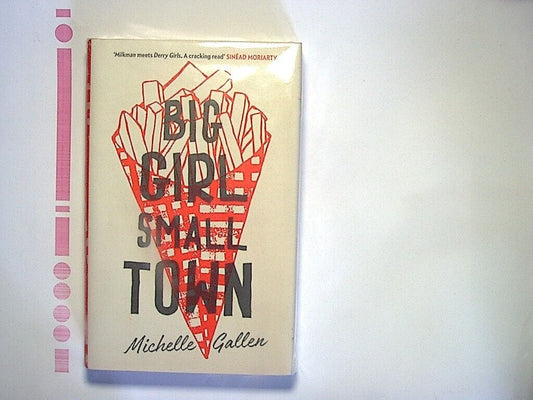 'Milkman meets Derry Girls. A cracking read' SINÉAD MORIARTY
BIG
GIRL
SMALL
TOWN
Michelle Gallen